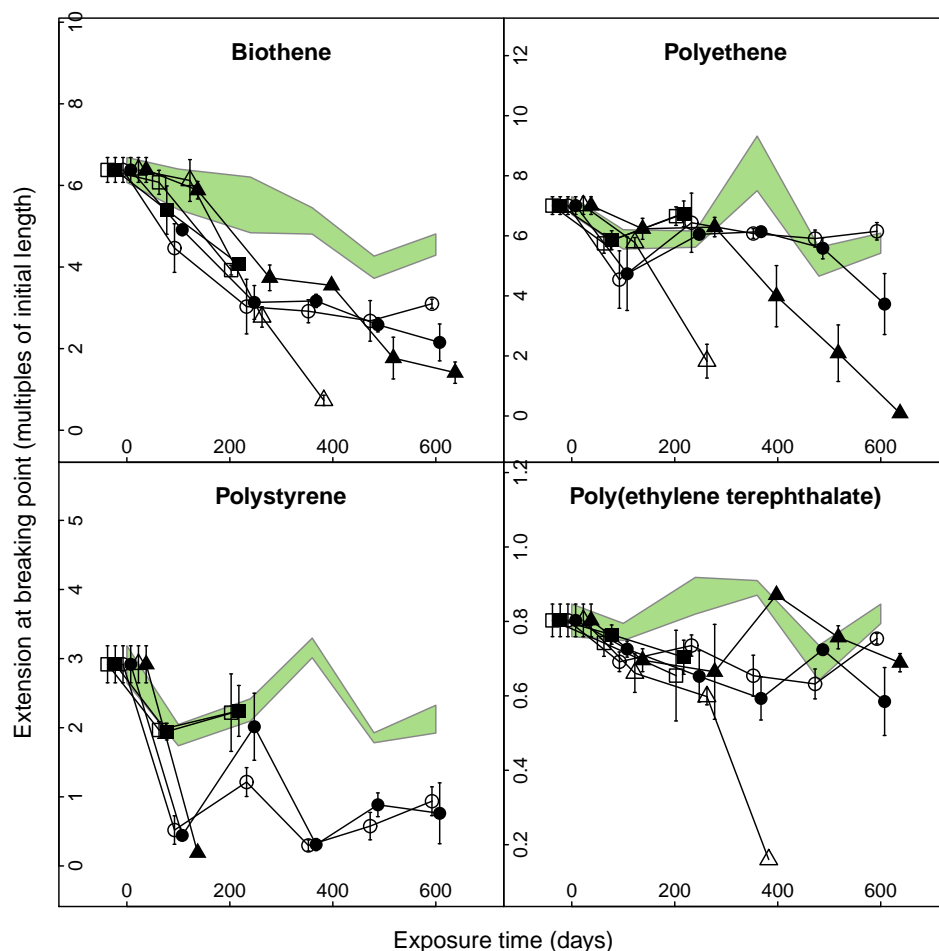 Extension at breaking point (multiples of initial length)
Biothene
10
8
6
4
2
0
0 200 400 600
Polyethene
12
10
8
6
4
2
0
0 200 400 600
Polystyrene
5
4
3
2
1
0
0 200 400 600
Poly(ethylene terephthalate)
1.2
1.0
0.8
0.6
0.4
0.2
0 200 400 600
Exposure time (days)